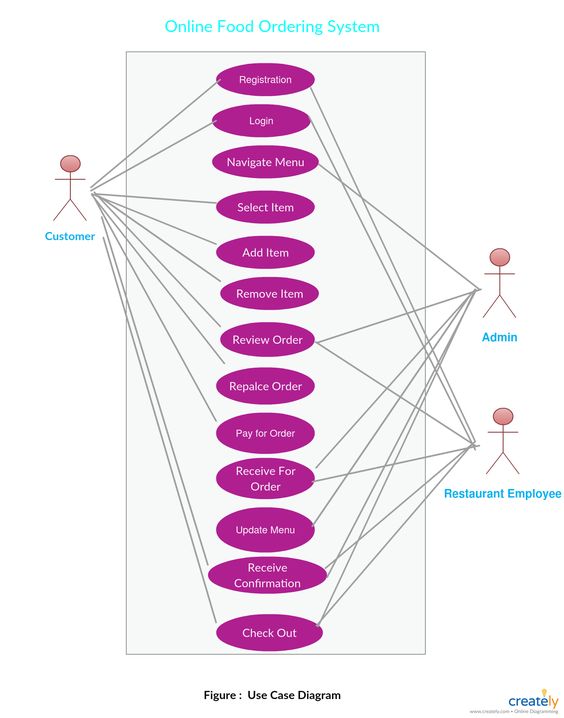 Online Food Ordering System
Registration
Login
Navigate Menu
Select Item
Customer
Add Item
Remove Item
Admin
Review Order
Repalce Order
Pay for Order
Receive For
Order
Restaurant Employee
Update Menu
Receive
Confirmation
Check Out
Figure : Use Case Diagram
creately
www.creately.com • Online Diagramming